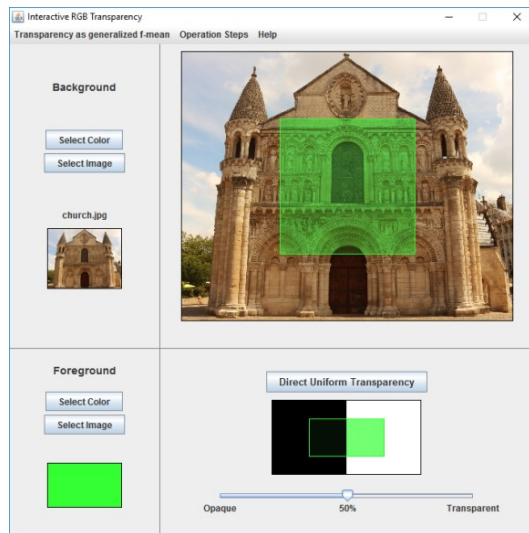 Interactive RGB Transparency
Transparency as generalized f-mean Operation Steps Help
Background
Select Color
Select Image
church.jpg
Foreground
Select Color
Select Image
Direct Uniform Transparency
Opaque 50% Transparent